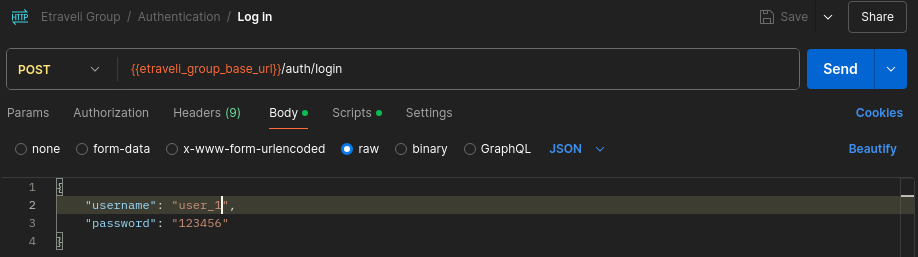 HTTP Etraveli Group / Authentication / Log In Save Share
POST {{etraveli_group_base_url}}/auth/login Send
Params Authorization Headers (9) Body Scripts Settings Cookies
none form-data x-www-form-urlencoded raw binary GraphQL JSON Beautify
1 {
2 "username": "user_1",
3 "password": "123456"
4 }